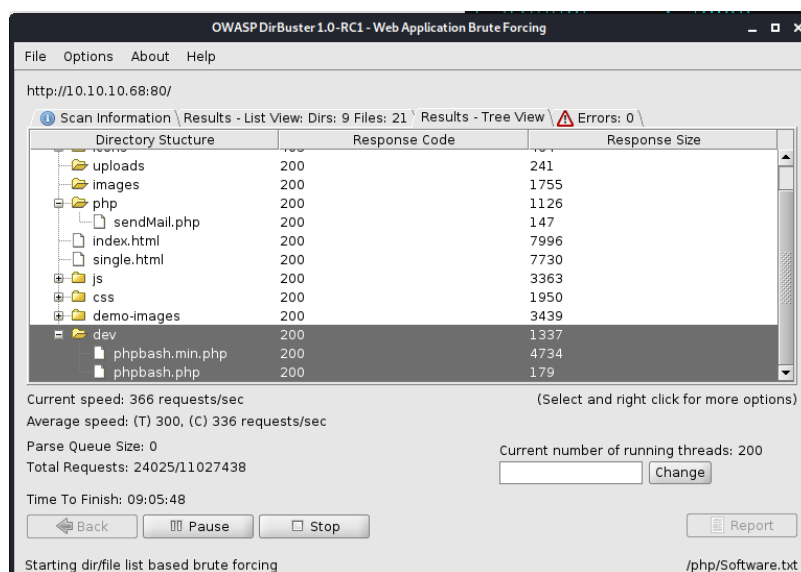 OWASP DirBuster 1.0-RC1 - Web Application Brute Forcing
File Options About Help
http://10.10.10.68:80/
Scan Information Results - List View: Dirs: 9 Files: 21 Results - Tree View Errors: 0
Directory Stucture Response Code Response Size
uploads 200 241
images 200 1755
php 200 1126
sendMail.php 200 147
index.html 200 7996
single.html 200 7730
js 200 3363
css 200 1950
demo-images 200 3439
dev 200 1337
phpbash.min.php 200 4734
phpbash.php 200 179
Current speed: 366 requests/sec (Select and right click for more options)
Average speed: (T) 300, (C) 336 requests/sec
Parse Queue Size: 0 Current number of running threads: 200
Total Requests: 24025/11027438 Change
Time To Finish: 09:05:48
Back Pause Stop Report
Starting dir/file list based brute forcing /php/Software.txt